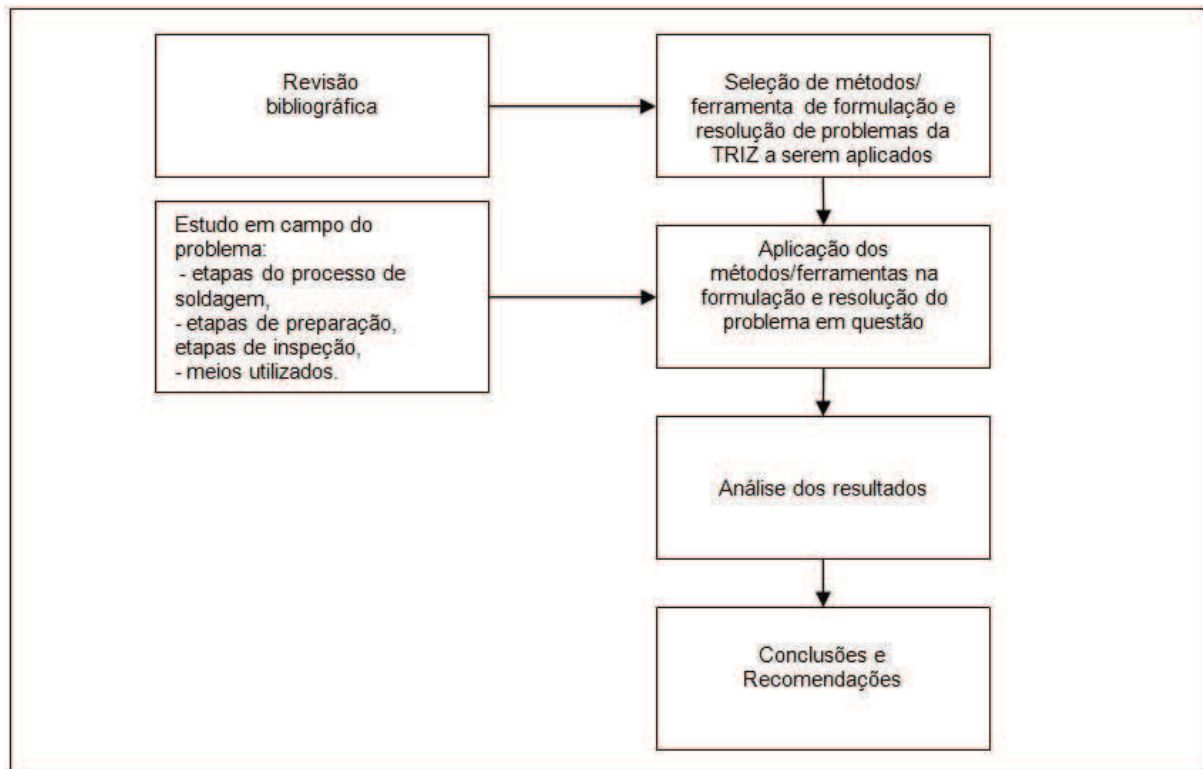 Revisão
bibliográfica
Seleção de métodos/
ferramenta de formulação e
resolução de problemas da
TRIZ a serem aplicados
Estudo em campo do
problema:
- etapas do processo de
soldagem,
- etapas de preparação,
etapas de inspeção,
- meios utilizados.
Aplicação dos
métodos/ferramentas na
formulação e resolução do
problema em questão
Análise dos resultados
Conclusões e
Recomendações